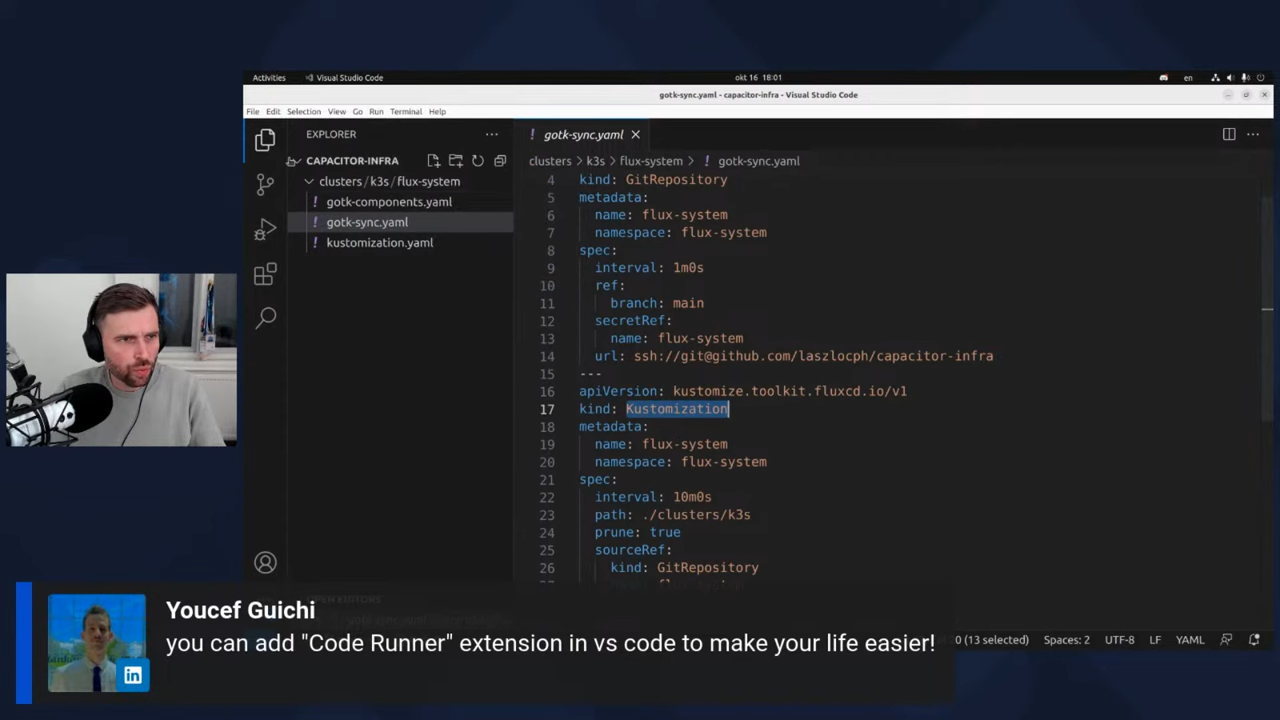 Activities
Visual Studio Code
okt 16 18:01
en
gotk-sync.yaml - capacitor-infra - Visual Studio Code
File Edit Selection View Go Run Terminal Help
EXPLORER
CAPACITOR-INFRA
clusters / k3s / flux-system
gotk-components.yaml
gotk-sync.yaml
kustomization.yaml
gotk-sync.yaml
clusters > k3s > flux-system > ! gotk-sync.yaml
4 kind: GitRepository
5 metadata:
6 name: flux-system
7 namespace: flux-system
8 spec:
9 interval: 1m0s
10 ref:
11 branch: main
12 secretRef:
13 name: flux-system
14 url: ssh://git@github.com/laszlocph/capacitor-infra
15 ---
16 apiVersion: kustomize.toolkit.fluxcd.io/v1
17 kind: Kustomization
18 metadata:
19 name: flux-system
20 namespace: flux-system
21 spec:
22 interval: 10m0s
23 path: ./clusters/k3s
24 prune: true
25 sourceRef:
26 kind: GitRepository
(13 selected) Spaces: 2 UTF-8 LF YAML
Youcef Guichi
you can add "Code Runner" extension in vs code to make your life easier!
in